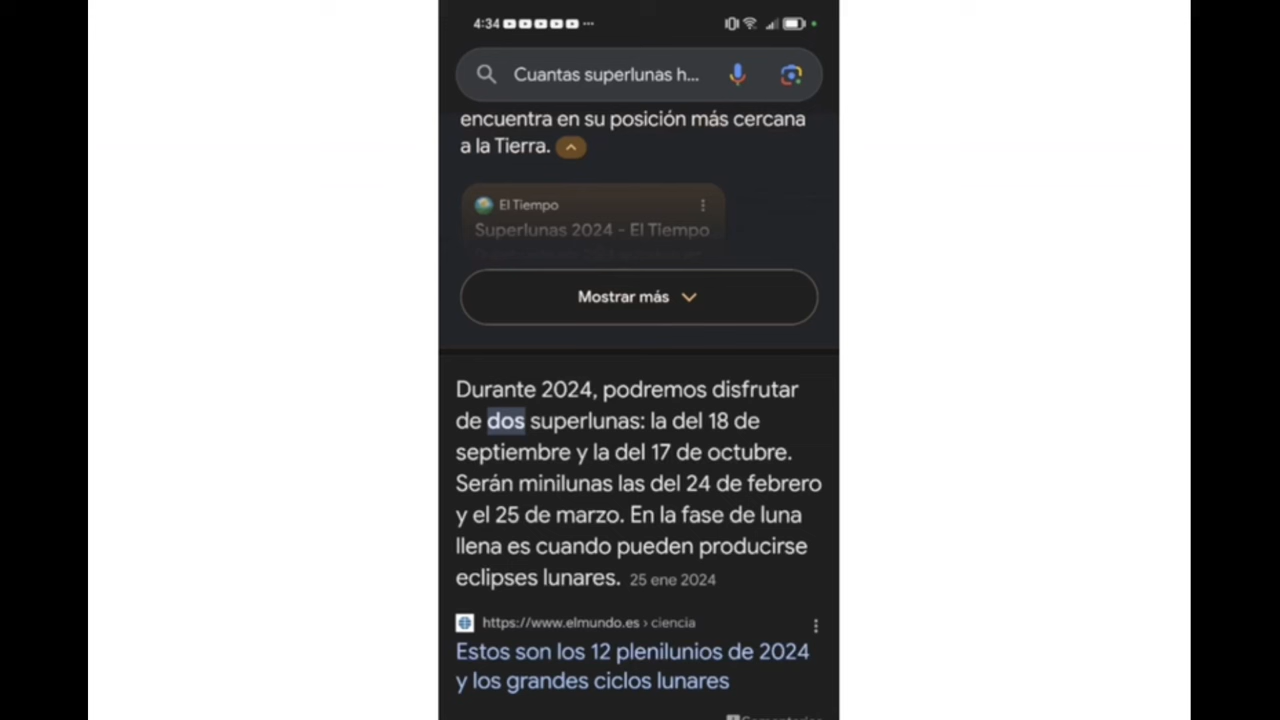 4:34
Cuantas superlunas h...
encuentra en su posición más cercana
a la Tierra.
El Tiempo
Superlunas 2024 - El Tiempo
Mostrar más
Durante 2024, podremos disfrutar
de dos superlunas: la del 18 de
septiembre y la del 17 de octubre.
Serán minilunas las del 24 de febrero
y el 25 de marzo. En la fase de luna
llena es cuando pueden producirse
eclipses lunares. 25 ene 2024
https://www.elmundo.es › ciencia
Estos son los 12 plenilunios de 2024
y los grandes ciclos lunares